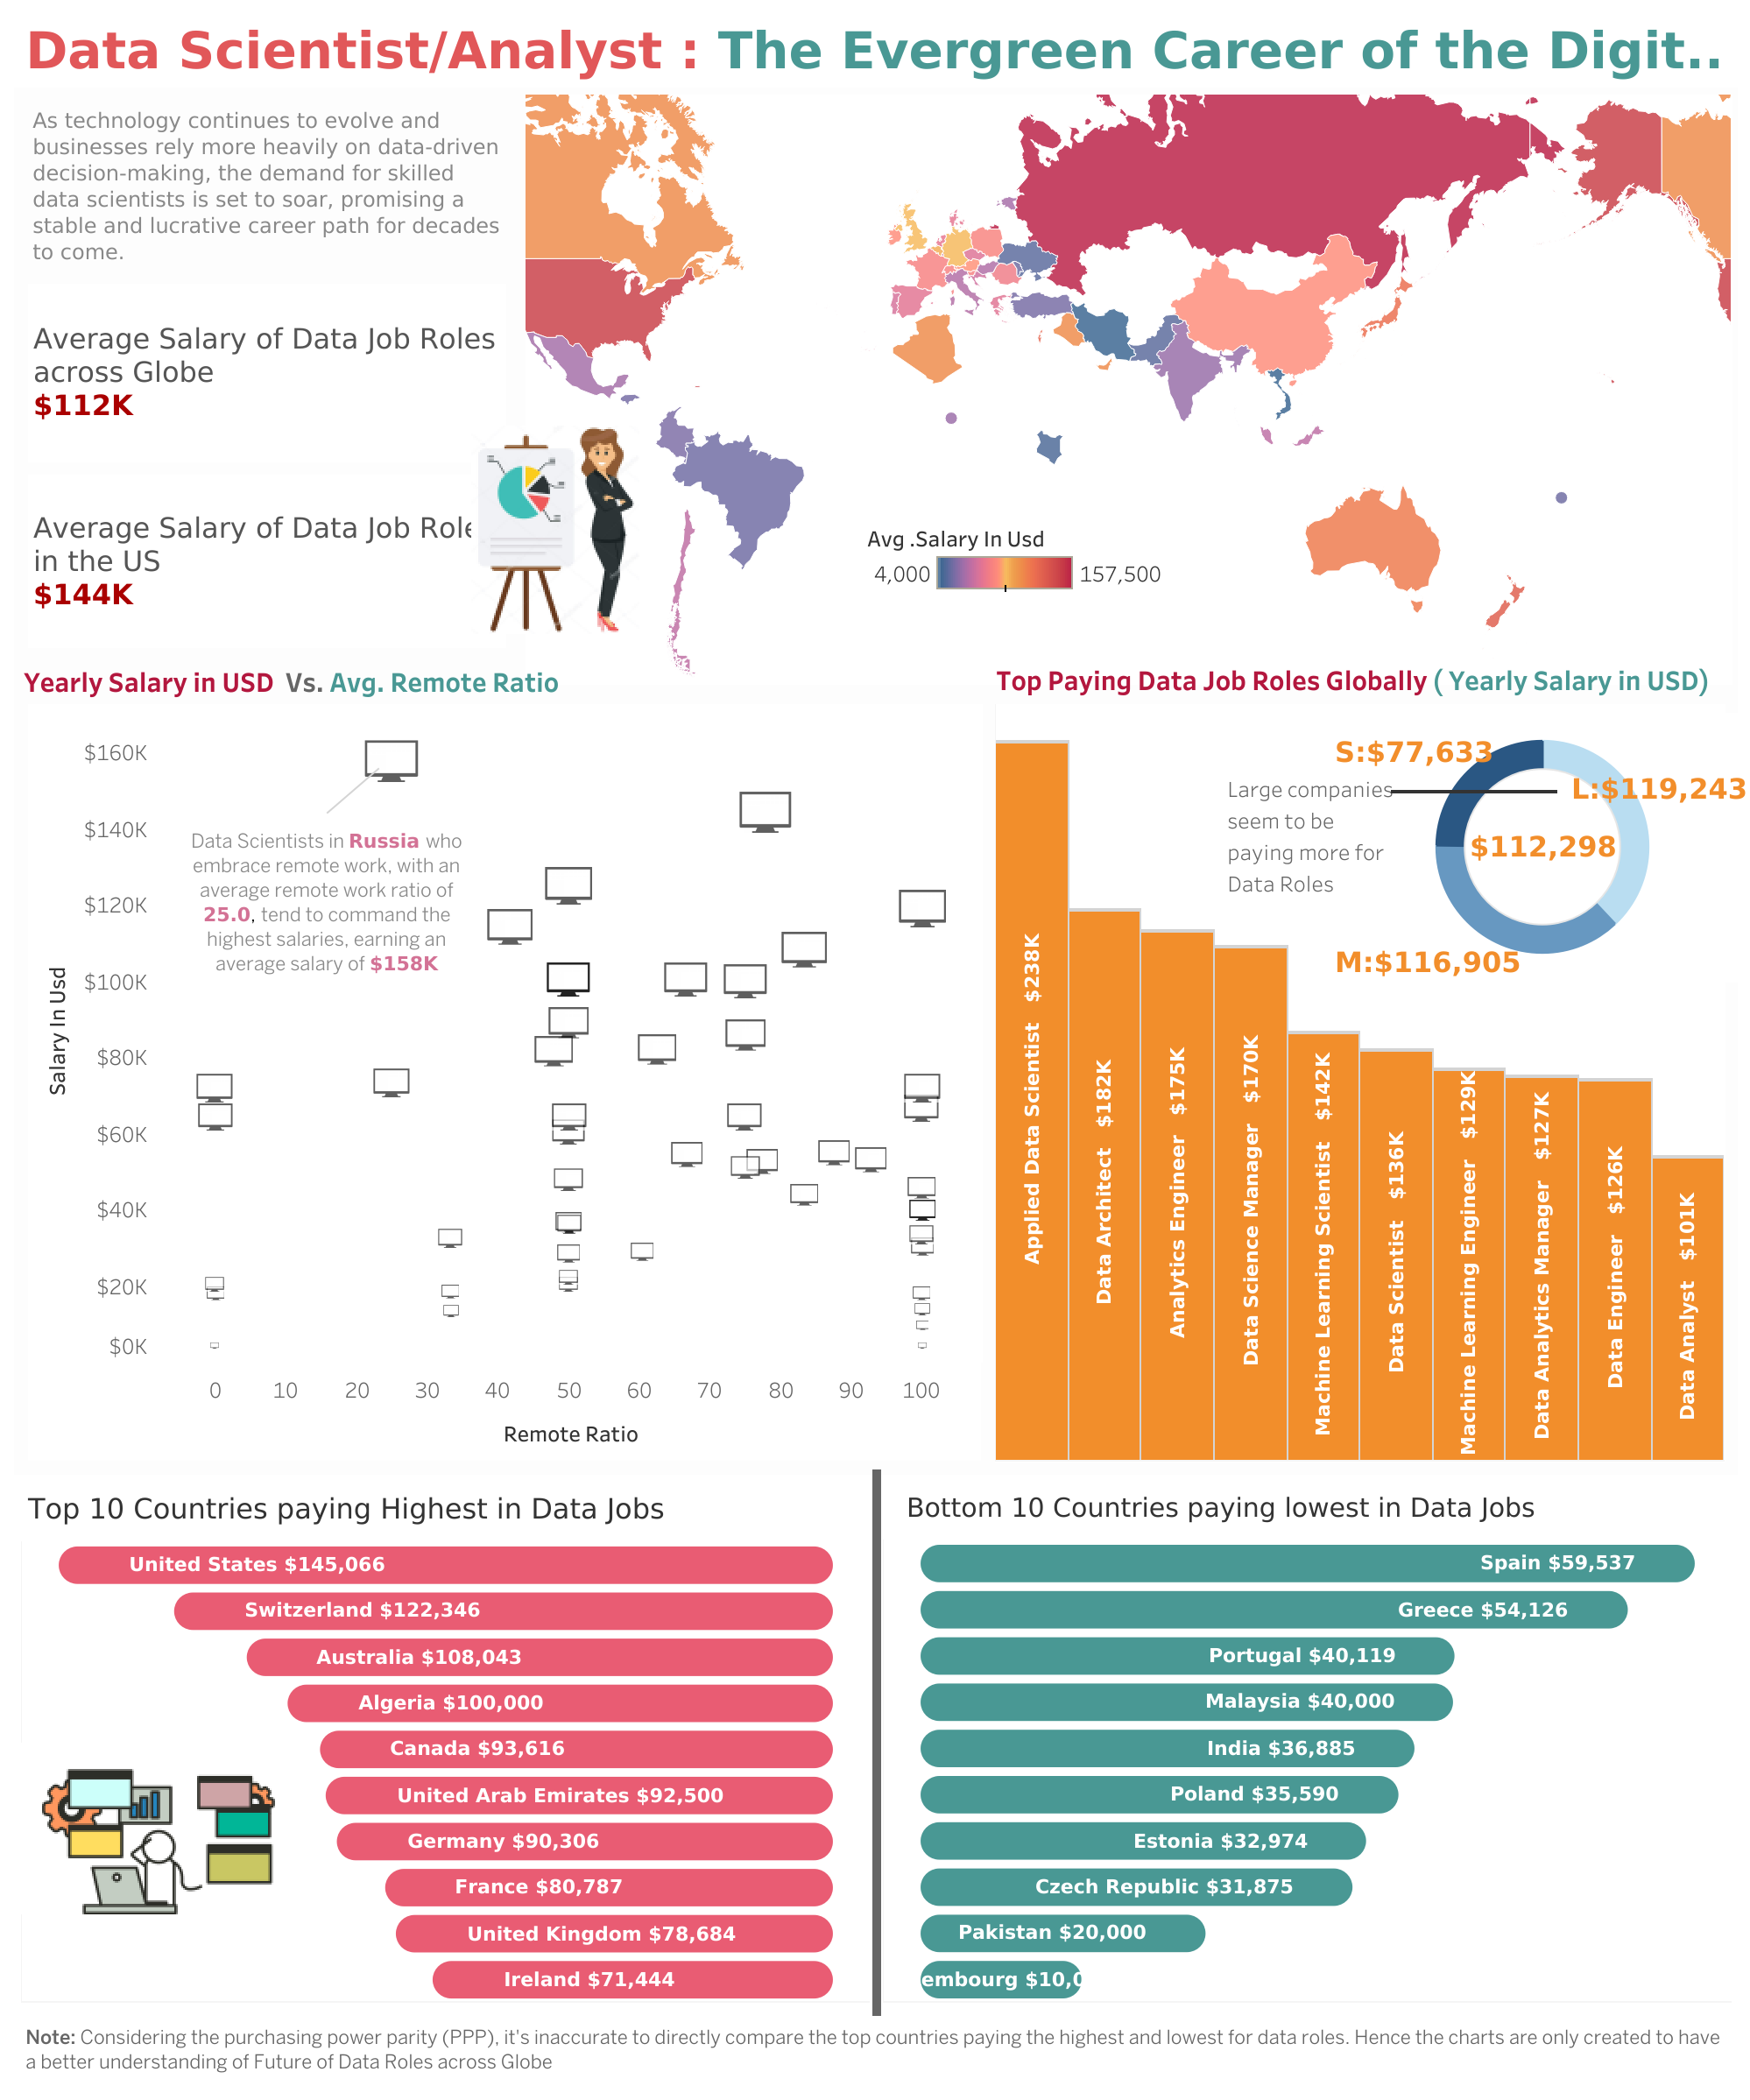 Data Scientist/Analyst : The Evergreen Career of the Digit..
As technology continues to evolve and
businesses rely more heavily on data-driven
decision-making, the demand for skilled
data scientists is set to soar, promising a
stable and lucrative career path for decades
to come.
Average Salary of Data Job Roles
across Globe
$112K
Average Salary of Data Job Role
in the US
$144K
Avg .Salary In Usd
4,000 157,500
Yearly Salary in USD Vs. Avg. Remote Ratio
$160K
$140K
$120K
$100K
$80K
$60K
$40K
$20K
$0K
Salary In Usd
Data Scientists in Russia who
embrace remote work, with an
average remote work ratio of
25.0, tend to command the
highest salaries, earning an
average salary of $158K
0 10 20 30 40 50 60 70 80 90 100
Remote Ratio
Top Paying Data Job Roles Globally ( Yearly Salary in USD)
S:$77,633
L:$119,243
$112,298
M:$116,905
Large companies
seem to be
paying more for
Data Roles
Applied Data Scientist $238K
Data Architect $182K
Analytics Engineer $175K
Data Science Manager $170K
Machine Learning Scientist $142K
Data Scientist $136K
Machine Learning Engineer $129K
Data Analytics Manager $127K
Data Engineer $126K
Data Analyst $101K
Top 10 Countries paying Highest in Data Jobs
United States $145,066
Switzerland $122,346
Australia $108,043
Algeria $100,000
Canada $93,616
United Arab Emirates $92,500
Germany $90,306
France $80,787
United Kingdom $78,684
Ireland $71,444
Bottom 10 Countries paying lowest in Data Jobs
Spain $59,537
Greece $54,126
Portugal $40,119
Malaysia $40,000
India $36,885
Poland $35,590
Estonia $32,974
Czech Republic $31,875
Pakistan $20,000
embourg $10,0
Note: Considering the purchasing power parity (PPP), it's inaccurate to directly compare the top countries paying the highest and lowest for data roles. Hence the charts are only created to have
a better understanding of Future of Data Roles across Globe